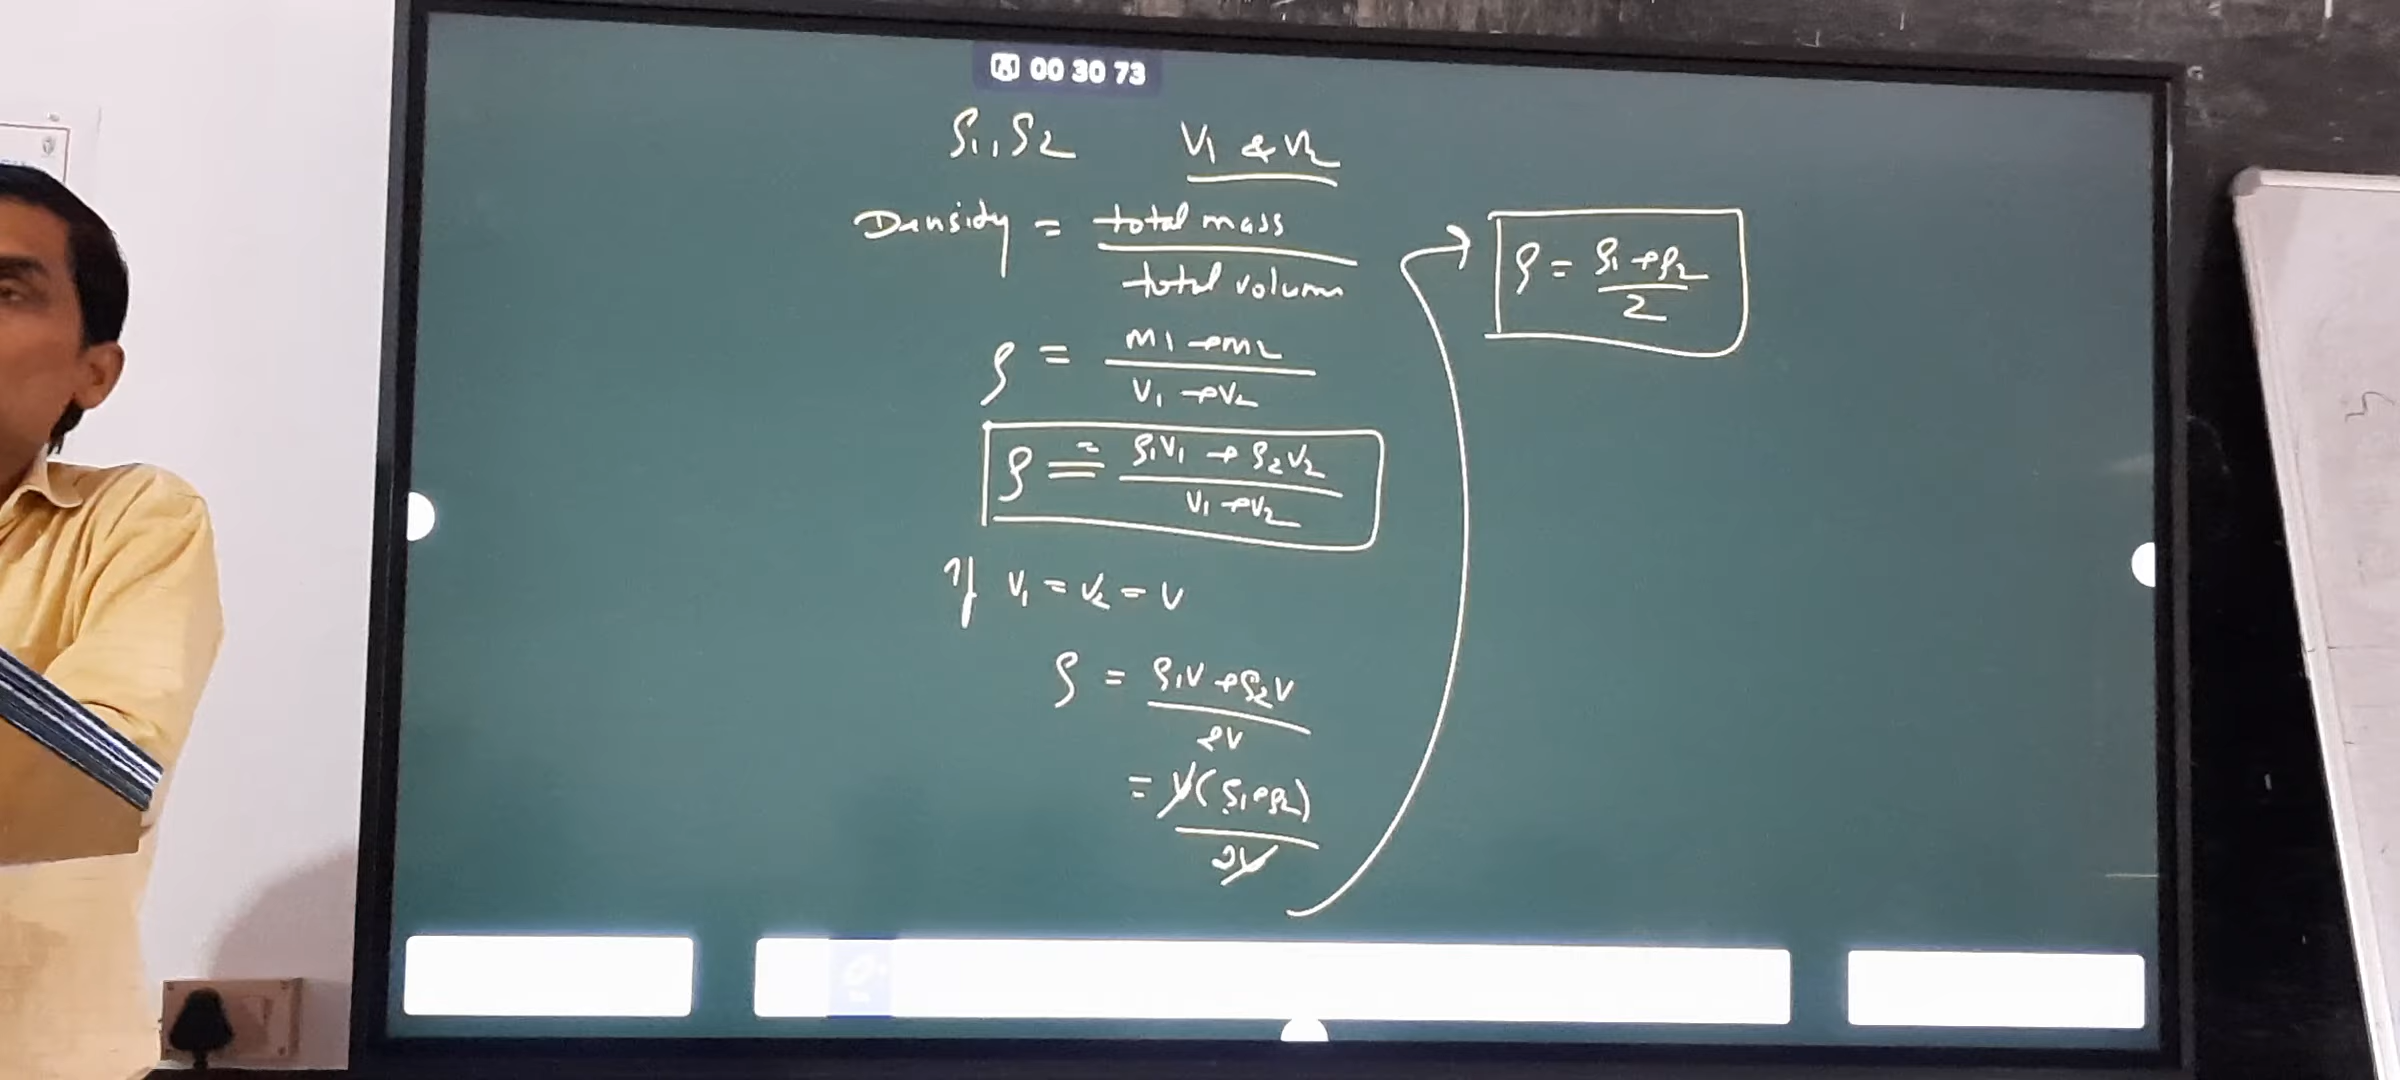 00 30 73
ρ1, ρ2 V1 & V2
Density = total mass / total volum
ρ = m1 + m2 / V1 + V2
ρ = ρ1V1 + ρ2V2 / V1 + V2
If V1 = V2 = V
ρ = ρ1V + ρ2V / 2V
= V(ρ1+ρ2) / 2V
ρ = ρ1 + ρ2 / 2